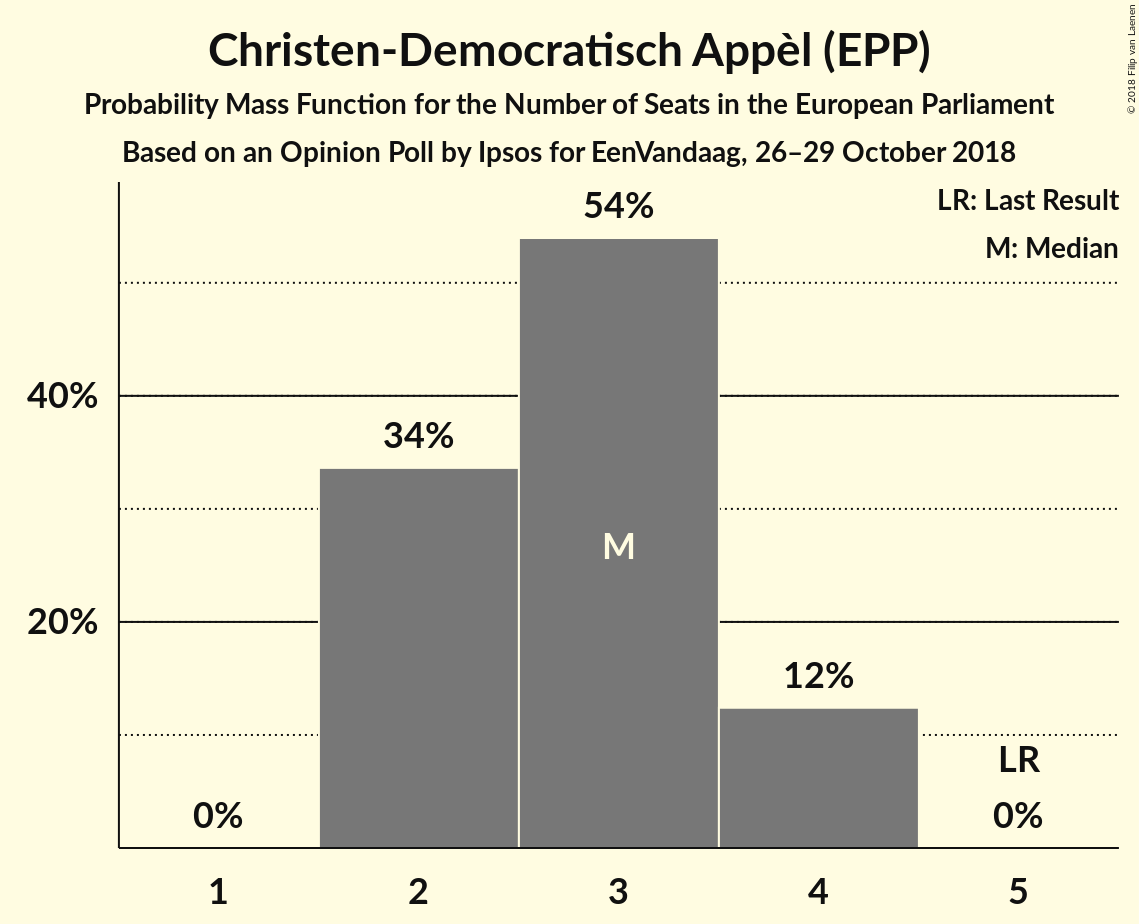 Christen-Democratisch Appèl (EPP)
Probability Mass Function for the Number of Seats in the European Parliament
Based on an Opinion Poll by Ipsos for EenVandaag, 26–29 October 2018
© 2018 Filip van Laenen
LR: Last Result
M: Median
54%
40%
34%
M
20%
12%
LR
0%
0%
1
2
3
4
5